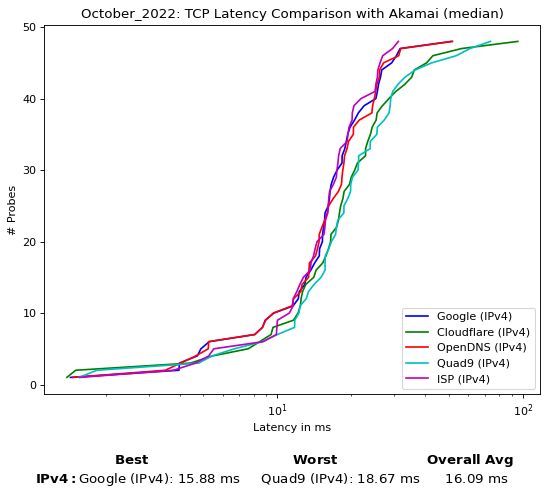 October_2022: TCP Latency Comparison with Akamai (median)
50
40
30
20
10
0
# Probes
10¹
10²
Latency in ms
Google (IPv4)
Cloudflare (IPv4)
OpenDNS (IPv4)
Quad9 (IPv4)
ISP (IPv4)
Best Worst Overall Avg
IPv4: Google (IPv4): 15.88 ms Quad9 (IPv4): 18.67 ms 16.09 ms